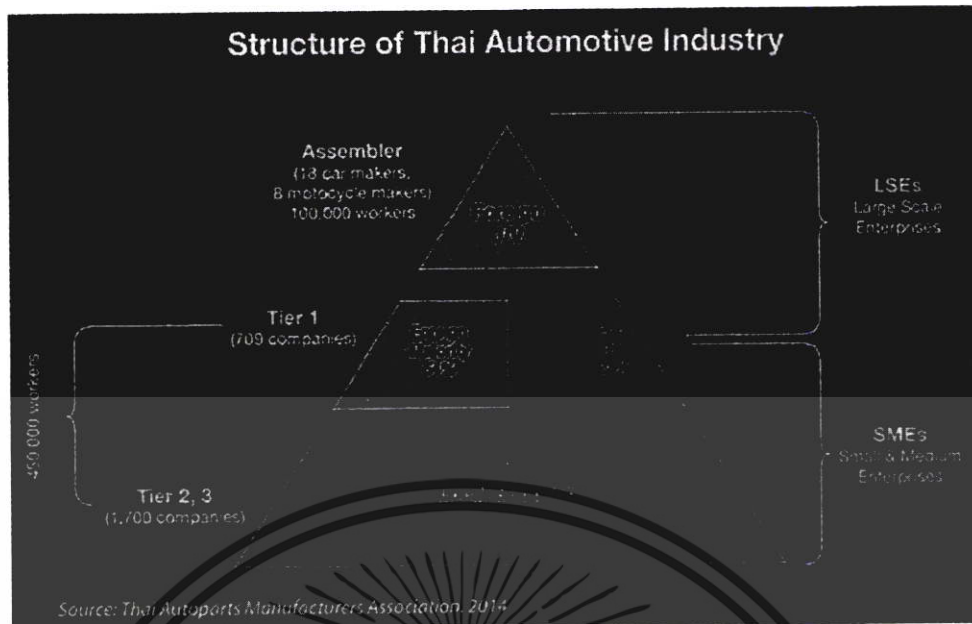 Structure of Thai Automotive Industry
Assembler
(18 car makers,
8 motocycle makers)
100,000 workers
LSEs
Large Scale
Enterprises
Tier 1
(709 companies)
450,000 workers
SMEs
Small & Medium
Enterprises
Tier 2, 3
(1,700 companies)
Source: Thai Autoparts Manufacturers Association, 2014